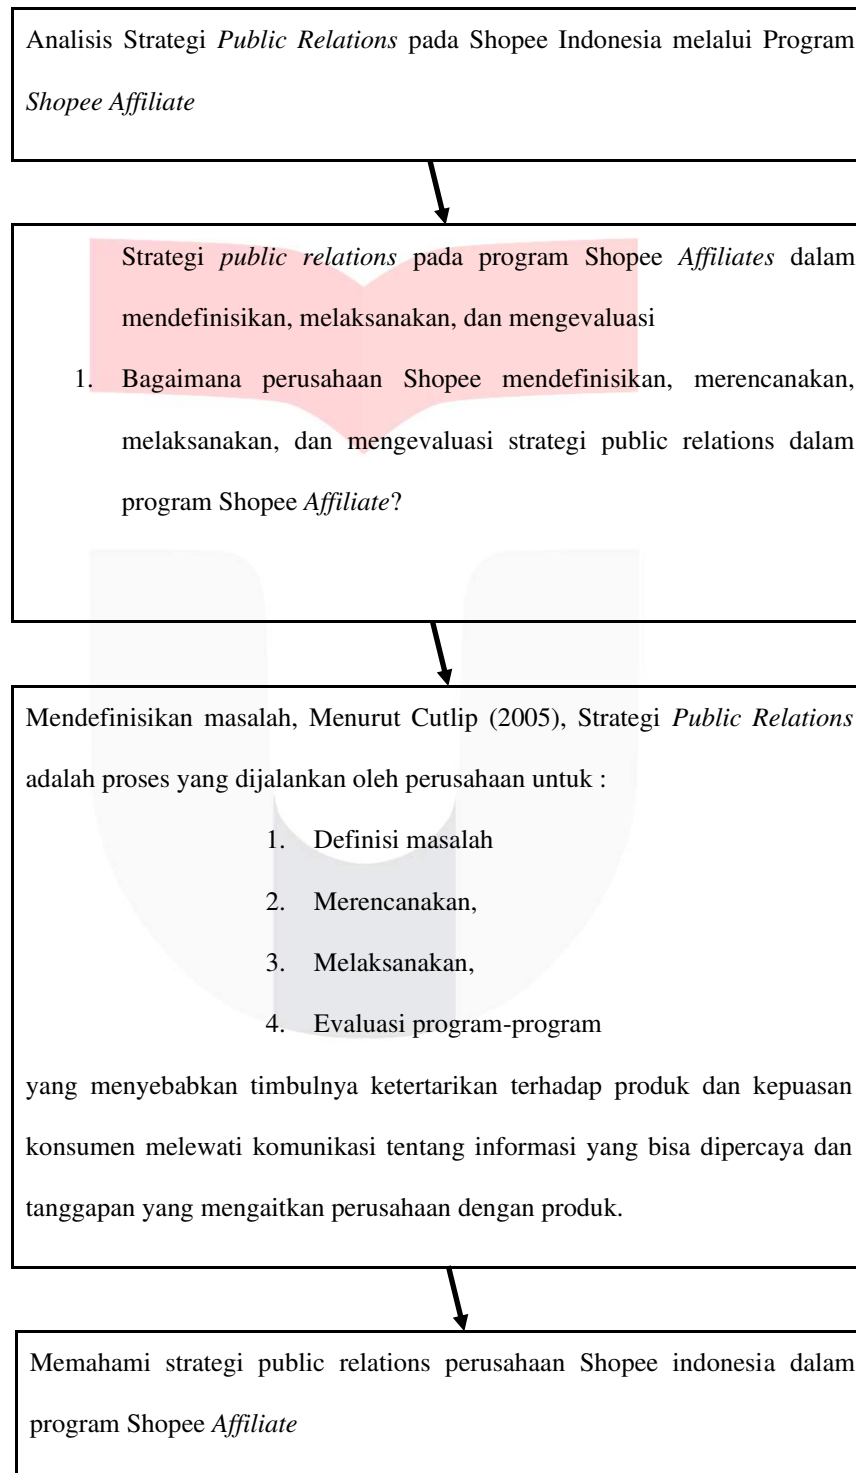 Analisis Strategi Public Relations pada Shopee Indonesia melalui Program
Shopee Affiliate
Strategi public relations pada program Shopee Affiliates dalam
mendefinisikan, melaksanakan, dan mengevaluasi
1. Bagaimana perusahaan Shopee mendefinisikan, merencanakan,
melaksanakan, dan mengevaluasi strategi public relations dalam
program Shopee Affiliate?
Mendefinisikan masalah, Menurut Cutlip (2005), Strategi Public Relations
adalah proses yang dijalankan oleh perusahaan untuk :
1. Definisi masalah
2. Merencanakan,
3. Melaksanakan,
4. Evaluasi program-program
yang menyebabkan timbulnya ketertarikan terhadap produk dan kepuasan
konsumen melewati komunikasi tentang informasi yang bisa dipercaya dan
tanggapan yang mengaitkan perusahaan dengan produk.
Memahami strategi public relations perusahaan Shopee indonesia dalam
program Shopee Affiliate